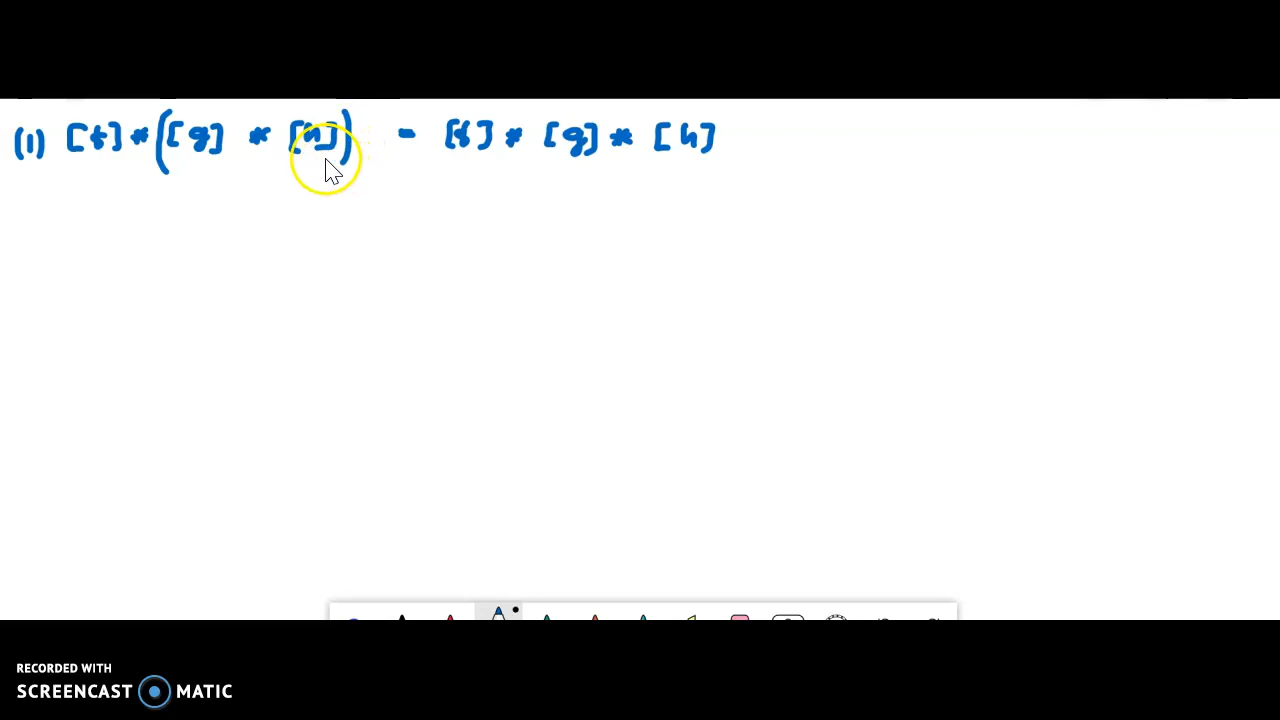 (1) [f] * ([g] * [h]) = [f] * [g] * [h]
RECORDED WITH
SCREENCAST MATIC